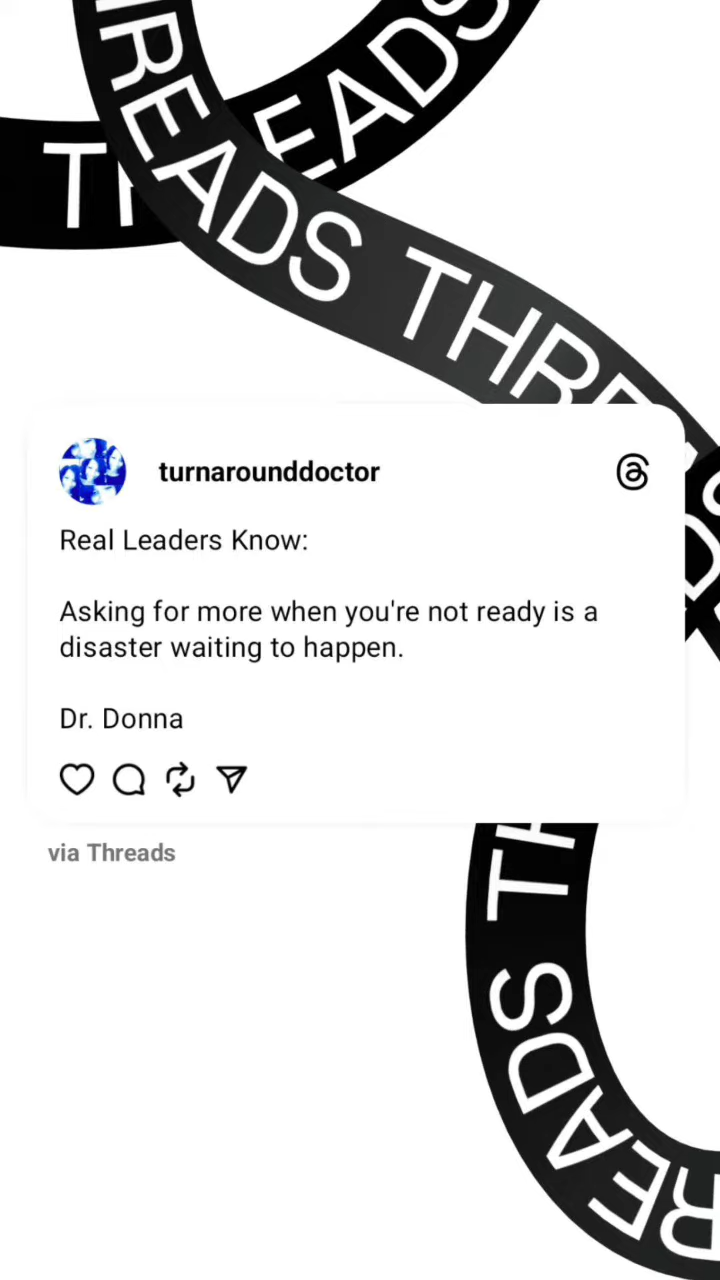 THREADS THREADS
THREADS
turnarounddoctor
Real Leaders Know:
Asking for more when you're not ready is a
disaster waiting to happen.
Dr. Donna
via Threads
THREADS